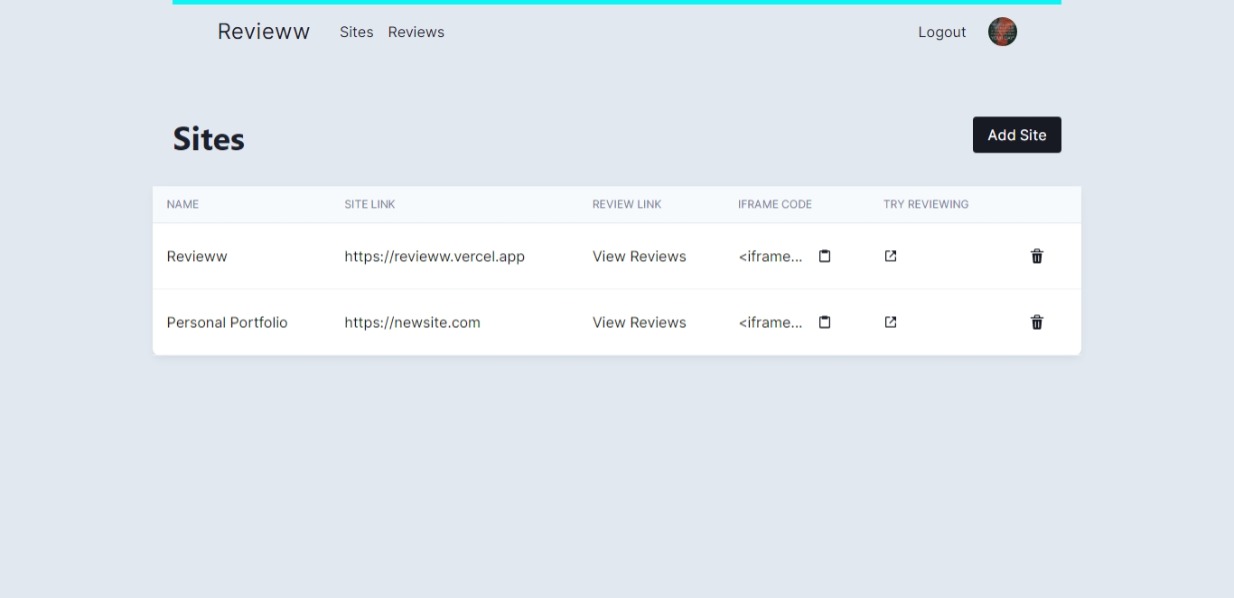 Revieww Sites Reviews Logout
Sites
Add Site
NAME SITE LINK REVIEW LINK IFRAME CODE TRY REVIEWING
Revieww https://revieww.vercel.app View Reviews <iframe...
Personal Portfolio https://newsite.com View Reviews <iframe...